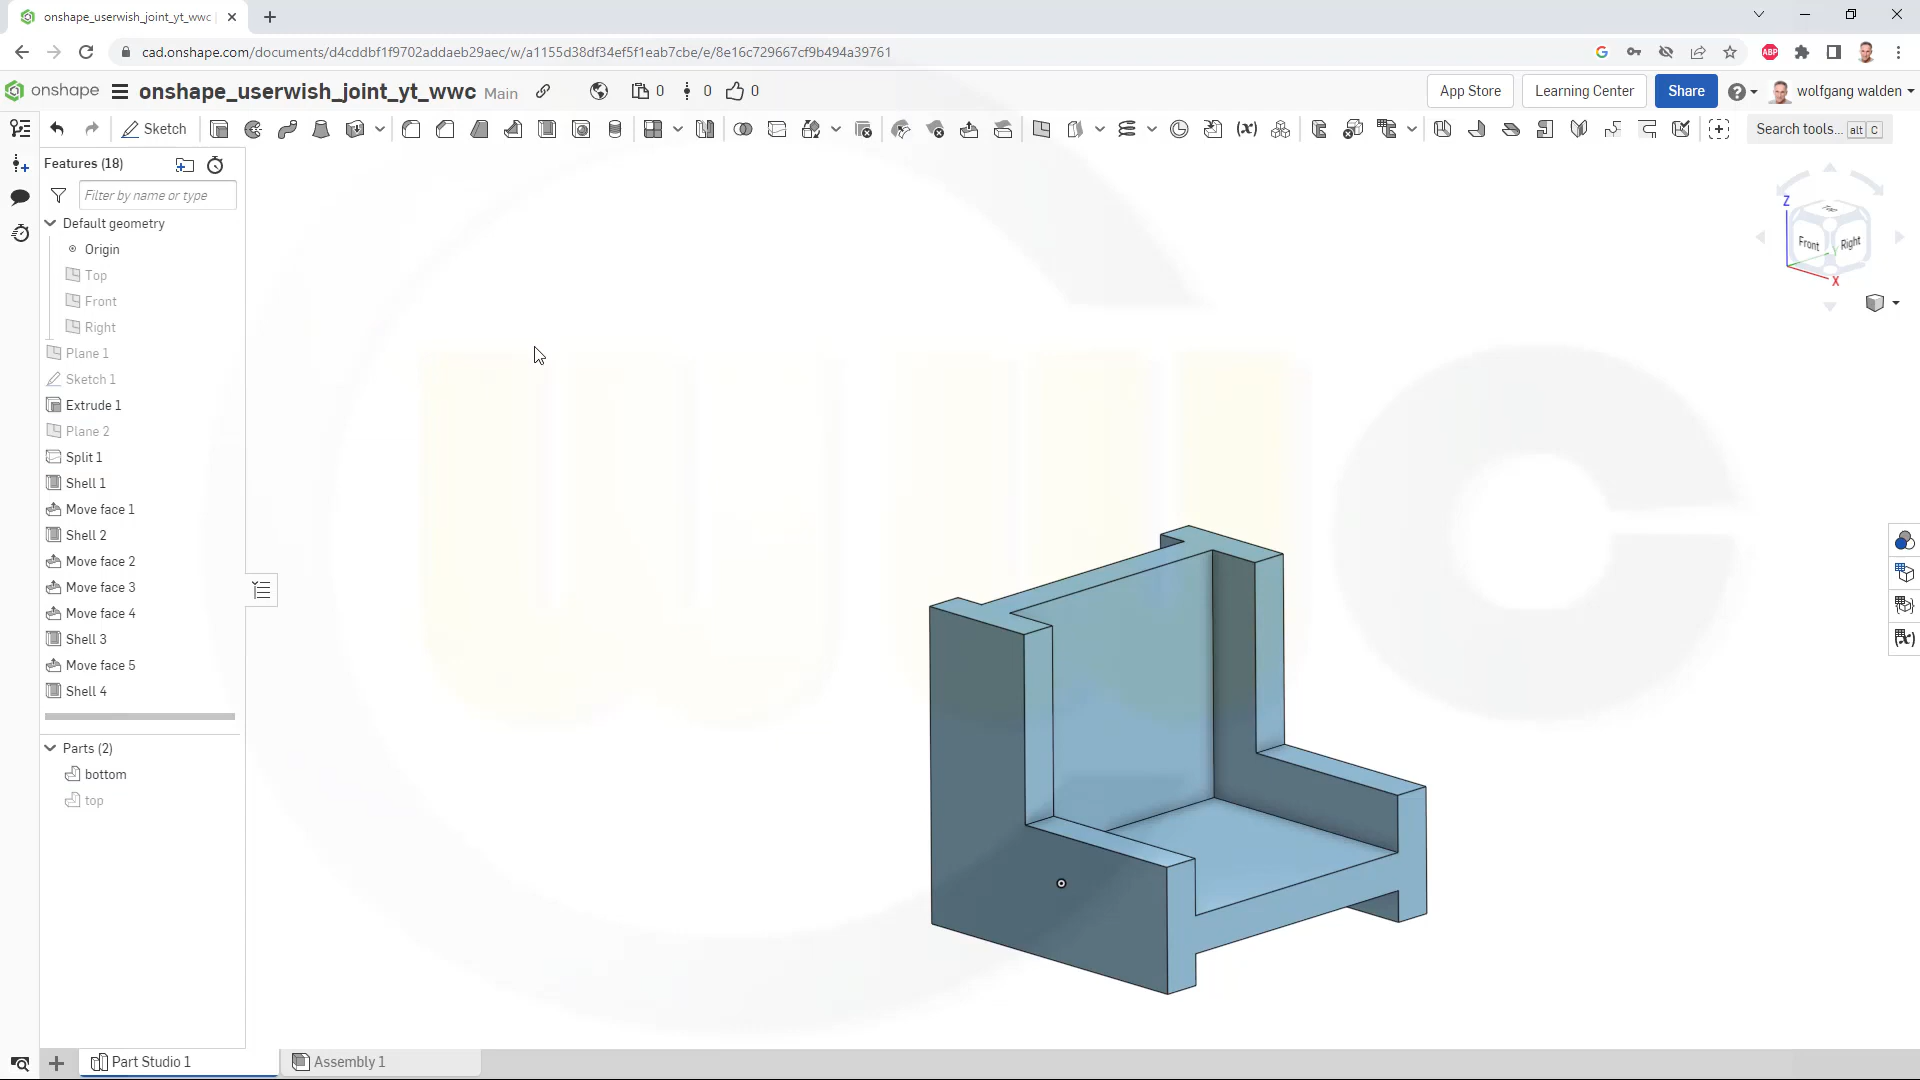 onshape_userwish_joint_yt_wwc |
cad.onshape.com/documents/d4cddbf1f9702addaeb29aec/w/a1155d38df34ef5f1eab7cbe/e/8e16c729667cf9b494a39761
ABP
onshape onshape_userwish_joint_yt_wwc Main 0 0 0 App Store Learning Center Share wolfgang walden
Sketch Search tools... alt C
Features (18)
Filter by name or type
Default geometry
Origin
Top
Front
Right
Plane 1
Sketch 1
Extrude 1
Plane 2
Split 1
Shell 1
Move face 1
Shell 2
Move face 2
Move face 3
Move face 4
Shell 3
Move face 5
Shell 4
Parts (2)
bottom
top
Z
Top
Front Right
X
Part Studio 1 Assembly 1